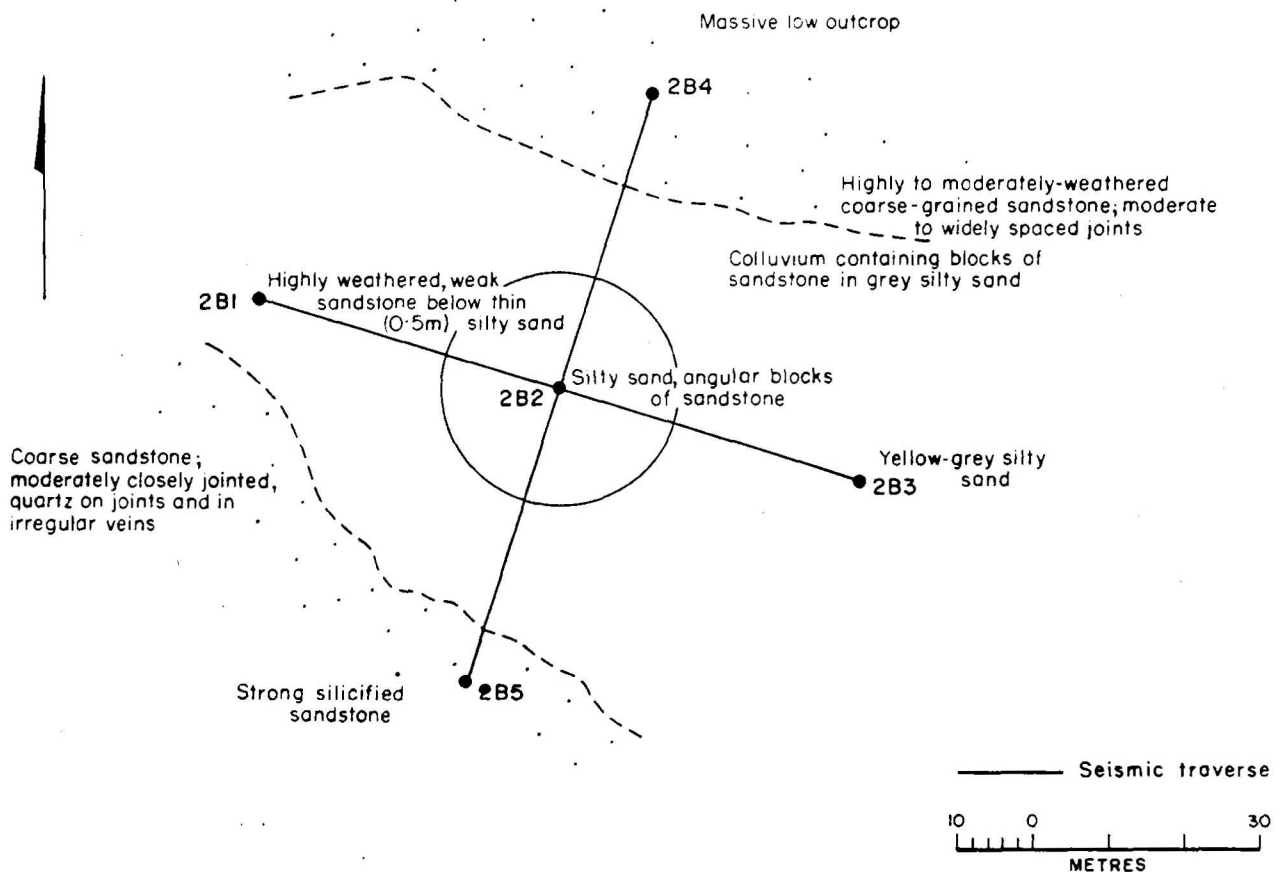 Massive low outcrop
2B4
Highly to moderately-weathered
coarse-grained sandstone; moderate
to widely spaced joints
Colluvium containing blocks of
sandstone in grey silty sand
Highly weathered, weak
sandstone below thin
(0·5m) silty sand
2B1
Silty sand, angular blocks
of sandstone
2B2
Coarse sandstone;
moderately closely jointed,
quartz on joints and in
irregular veins
Yellow-grey silty
sand
2B3
2B5
Strong silicified
sandstone
Seismic traverse
10 0 30
METRES